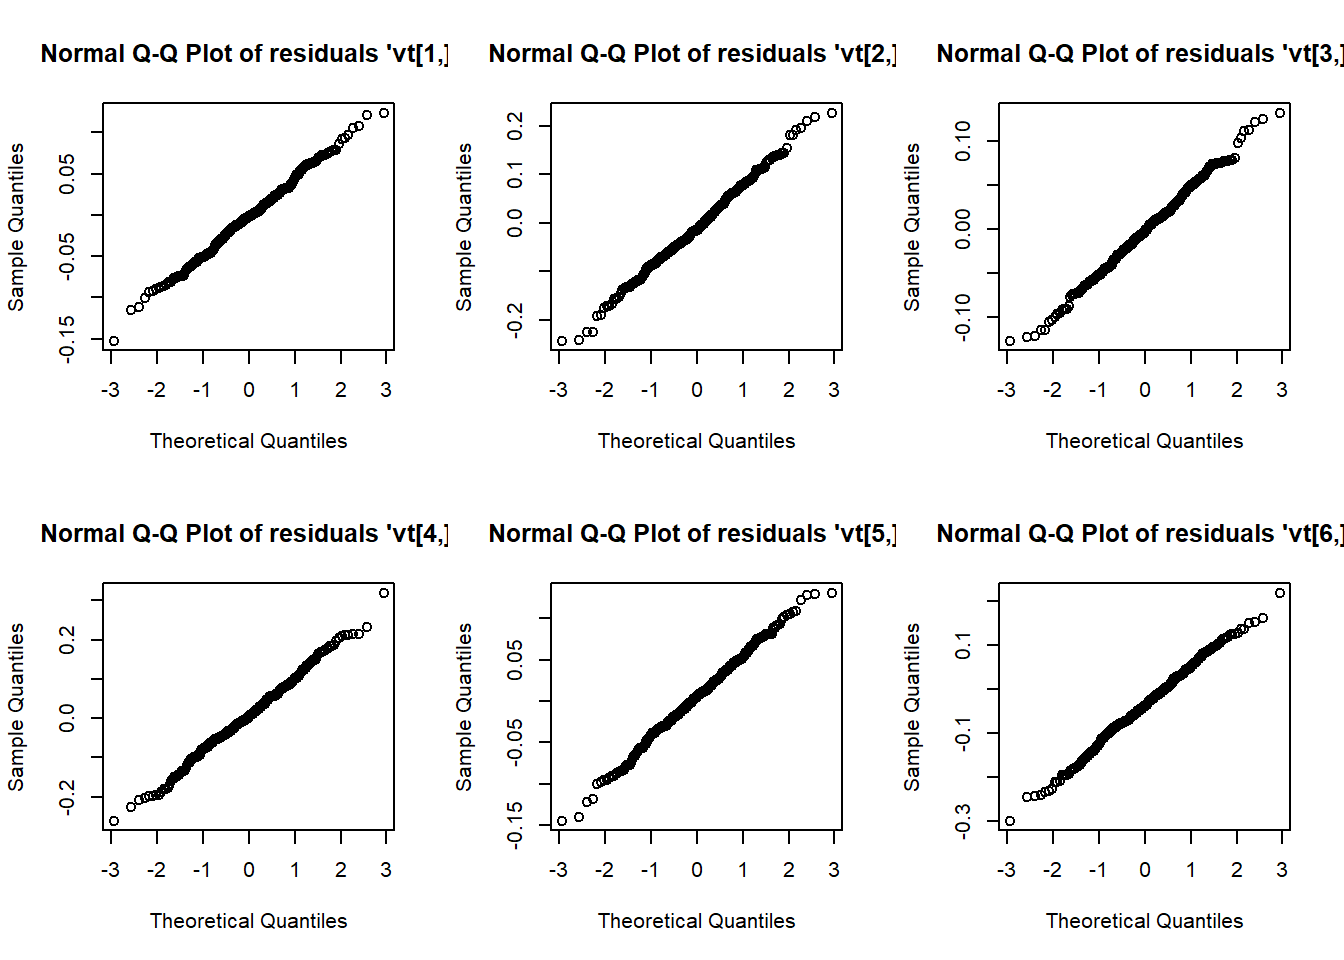 Normal Q-Q Plot of residuals 'vt[1,]
Sample Quantiles
-0.15 -0.05 0.05
-3 -2 -1 0 1 2 3
Theoretical Quantiles
Normal Q-Q Plot of residuals 'vt[2,]
Sample Quantiles
-0.2 0.0 0.1 0.2
-3 -2 -1 0 1 2 3
Theoretical Quantiles
Normal Q-Q Plot of residuals 'vt[3,]
Sample Quantiles
-0.10 0.00 0.10
-3 -2 -1 0 1 2 3
Theoretical Quantiles
Normal Q-Q Plot of residuals 'vt[4,]
Sample Quantiles
-0.2 0.0 0.2
-3 -2 -1 0 1 2 3
Theoretical Quantiles
Normal Q-Q Plot of residuals 'vt[5,]
Sample Quantiles
-0.15 -0.05 0.05
-3 -2 -1 0 1 2 3
Theoretical Quantiles
Normal Q-Q Plot of residuals 'vt[6,]
Sample Quantiles
-0.3 -0.1 0.1
-3 -2 -1 0 1 2 3
Theoretical Quantiles